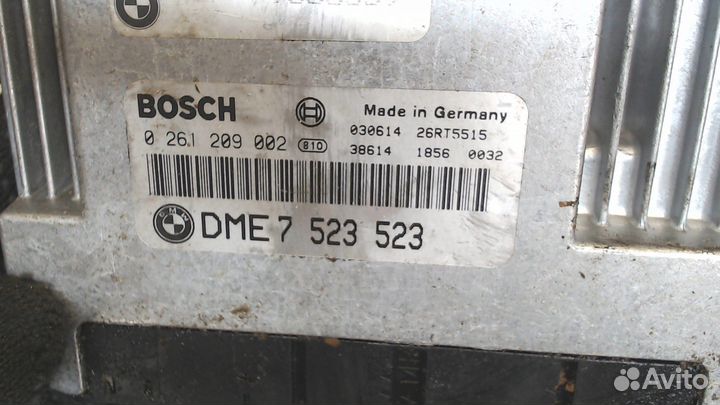 BOSCH
Made in Germany
0 261 209 002 810 030614 26RT5515
38614 1856 0032
BMW
DME 7 523 523
Avito